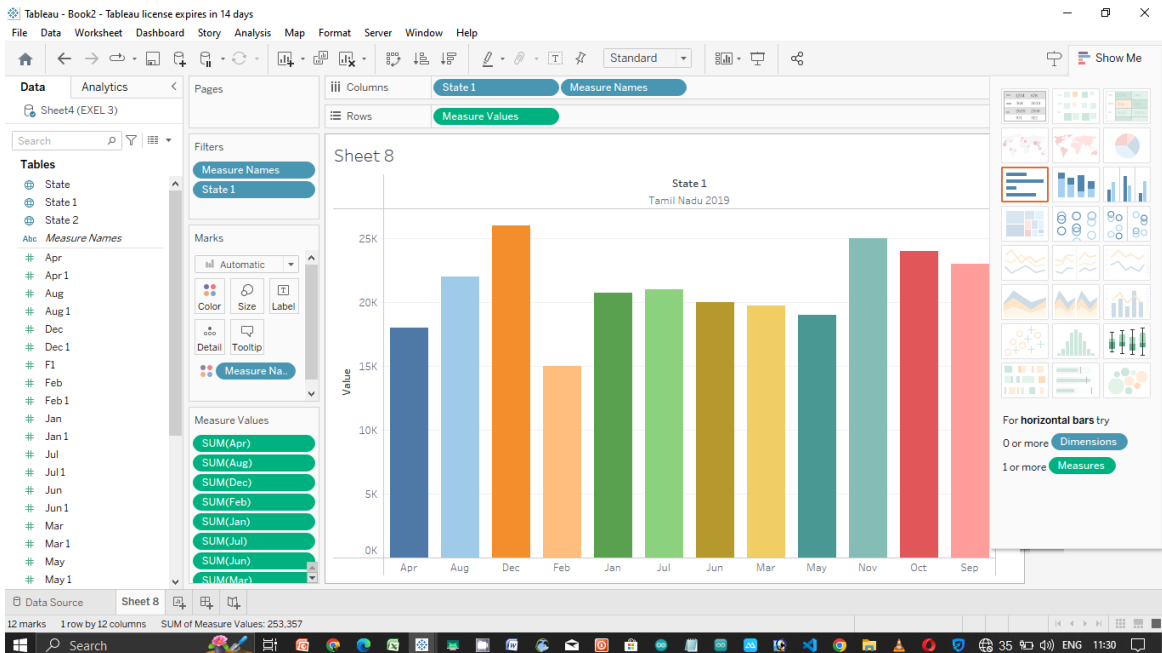 Tableau - Book2 - Tableau license expires in 14 days
File Data Worksheet Dashboard Story Analysis Map Format Server Window Help
Standard
Show Me
Data Analytics
Sheet4 (EXEL 3)
Search
Tables
State
State 1
State 2
Abc Measure Names
Apr
Apr 1
Aug
Aug 1
Dec
Dec 1
F1
Feb
Feb 1
Jan
Jan 1
Jul
Jul 1
Jun
Jun 1
Mar
Mar 1
May
May 1
Pages
Filters
Measure Names
State 1
Marks
Automatic
Color Size Label
Detail Tooltip
Measure Na..
Measure Values
SUM(Apr)
SUM(Aug)
SUM(Dec)
SUM(Feb)
SUM(Jan)
SUM(Jul)
SUM(Jun)
SUM(Mar)
Columns State 1 Measure Names
Rows Measure Values
Sheet 8
State 1
Tamil Nadu 2019
Value
25K
20K
15K
10K
5K
0K
Apr Aug Dec Feb Jan Jul Jun Mar May Nov Oct Sep
For horizontal bars try
0 or more Dimensions
1 or more Measures
Data Source Sheet 8
12 marks 1 row by 12 columns SUM of Measure Values: 253,357
Search
35 ENG 11:30